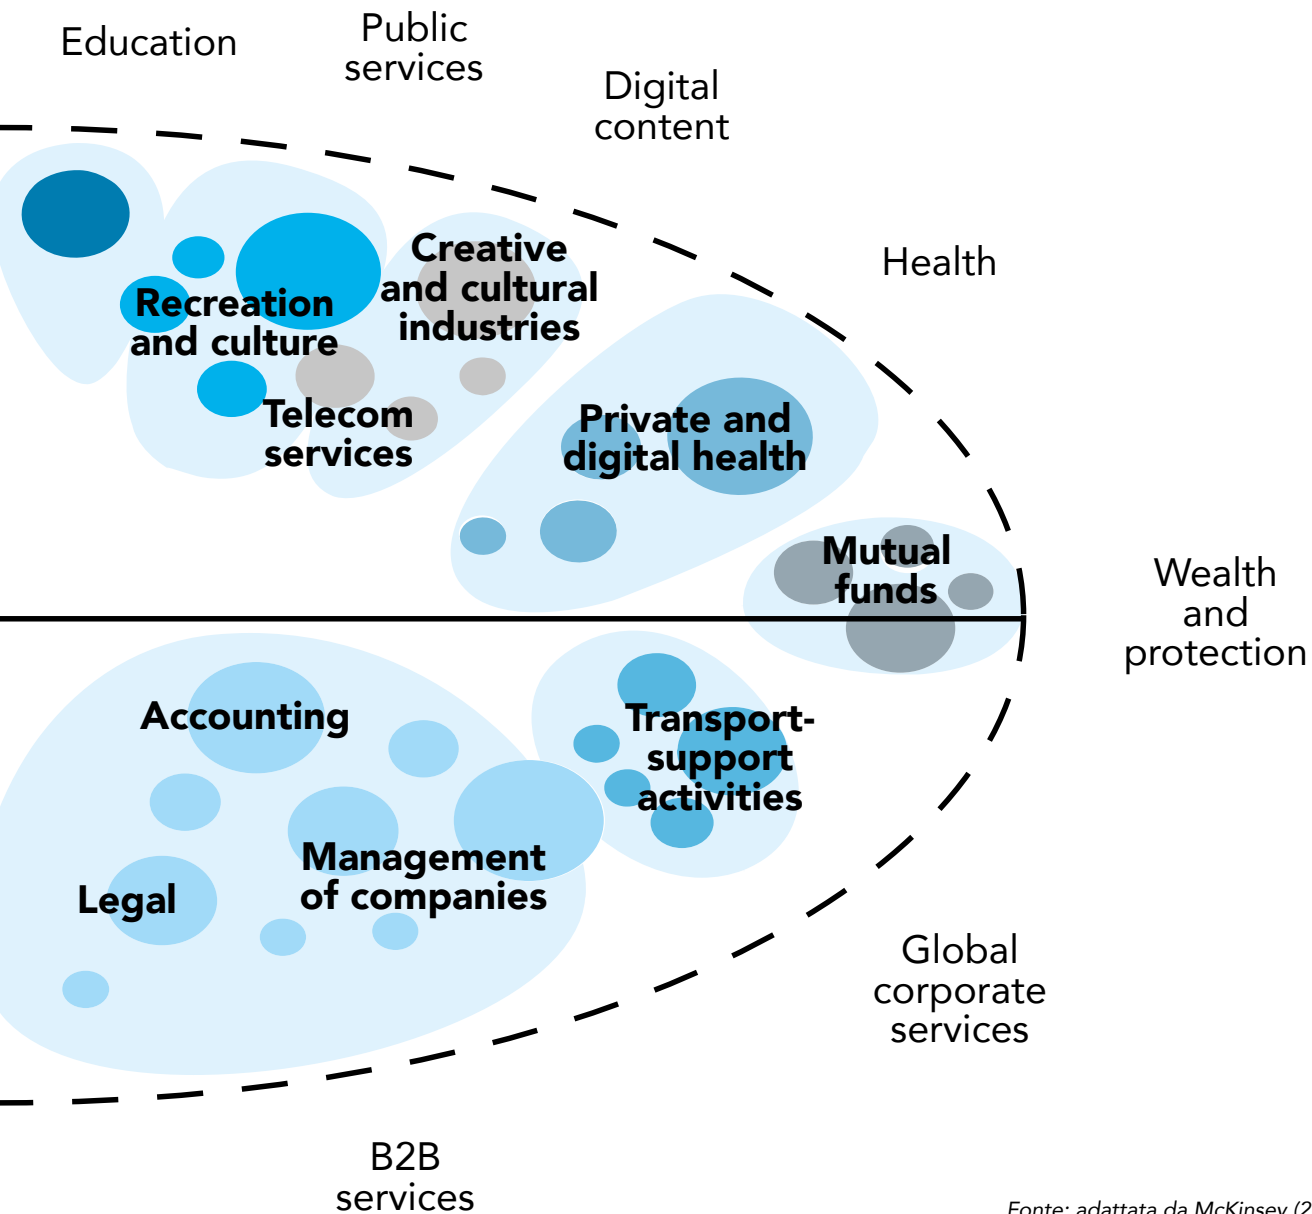 Education
Public
services
Digital
content
Health
Creative
and cultural
industries
Recreation
and culture
Telecom
services
Private and
digital health
Mutual
funds
Wealth
and
protection
Accounting
Transport-
support
activities
Management
of companies
Legal
Global
corporate
services
B2B
services
Fonte: adattata da McKinsey (2